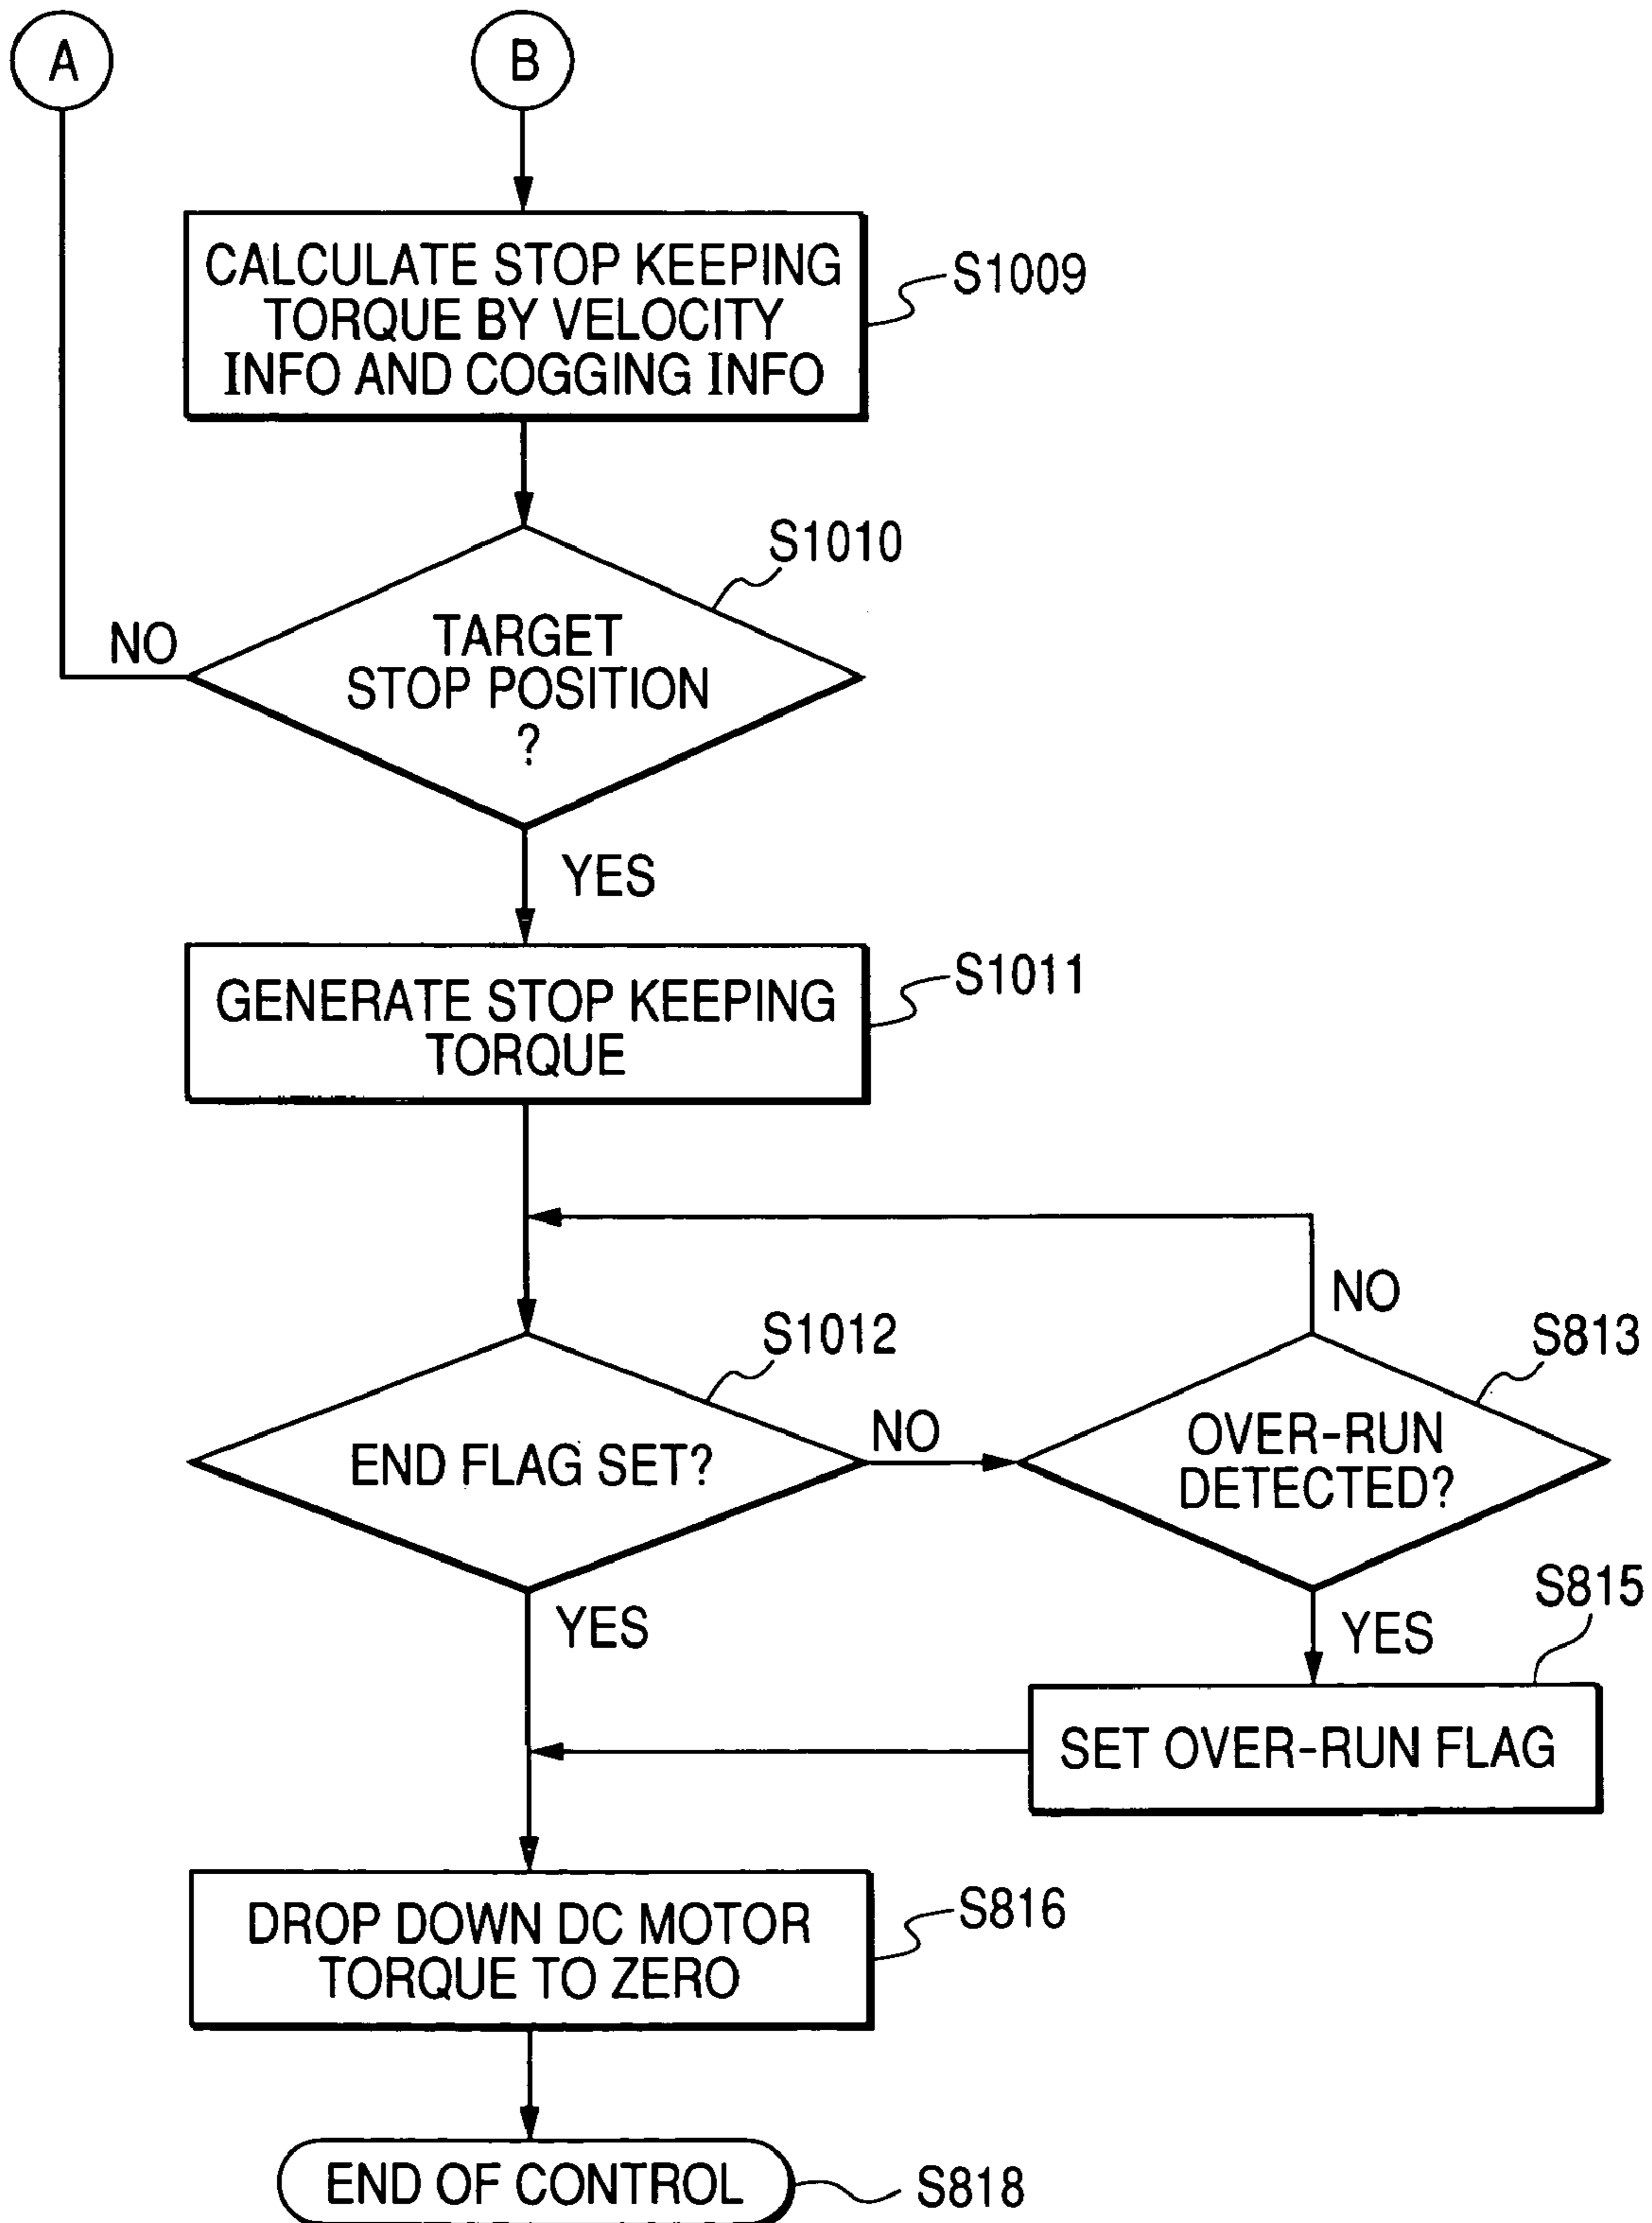 A
B
CALCULATE STOP KEEPING
TORQUE BY VELOCITY
INFO AND COGGING INFO
S1009
S1010
NO
TARGET
STOP POSITION
?
YES
S1011
GENERATE STOP KEEPING
TORQUE
NO
S1012
S813
END FLAG SET?
NO
OVER-RUN
DETECTED?
YES
YES
S815
SET OVER-RUN FLAG
DROP DOWN DC MOTOR
TORQUE TO ZERO
S816
END OF CONTROL
S818